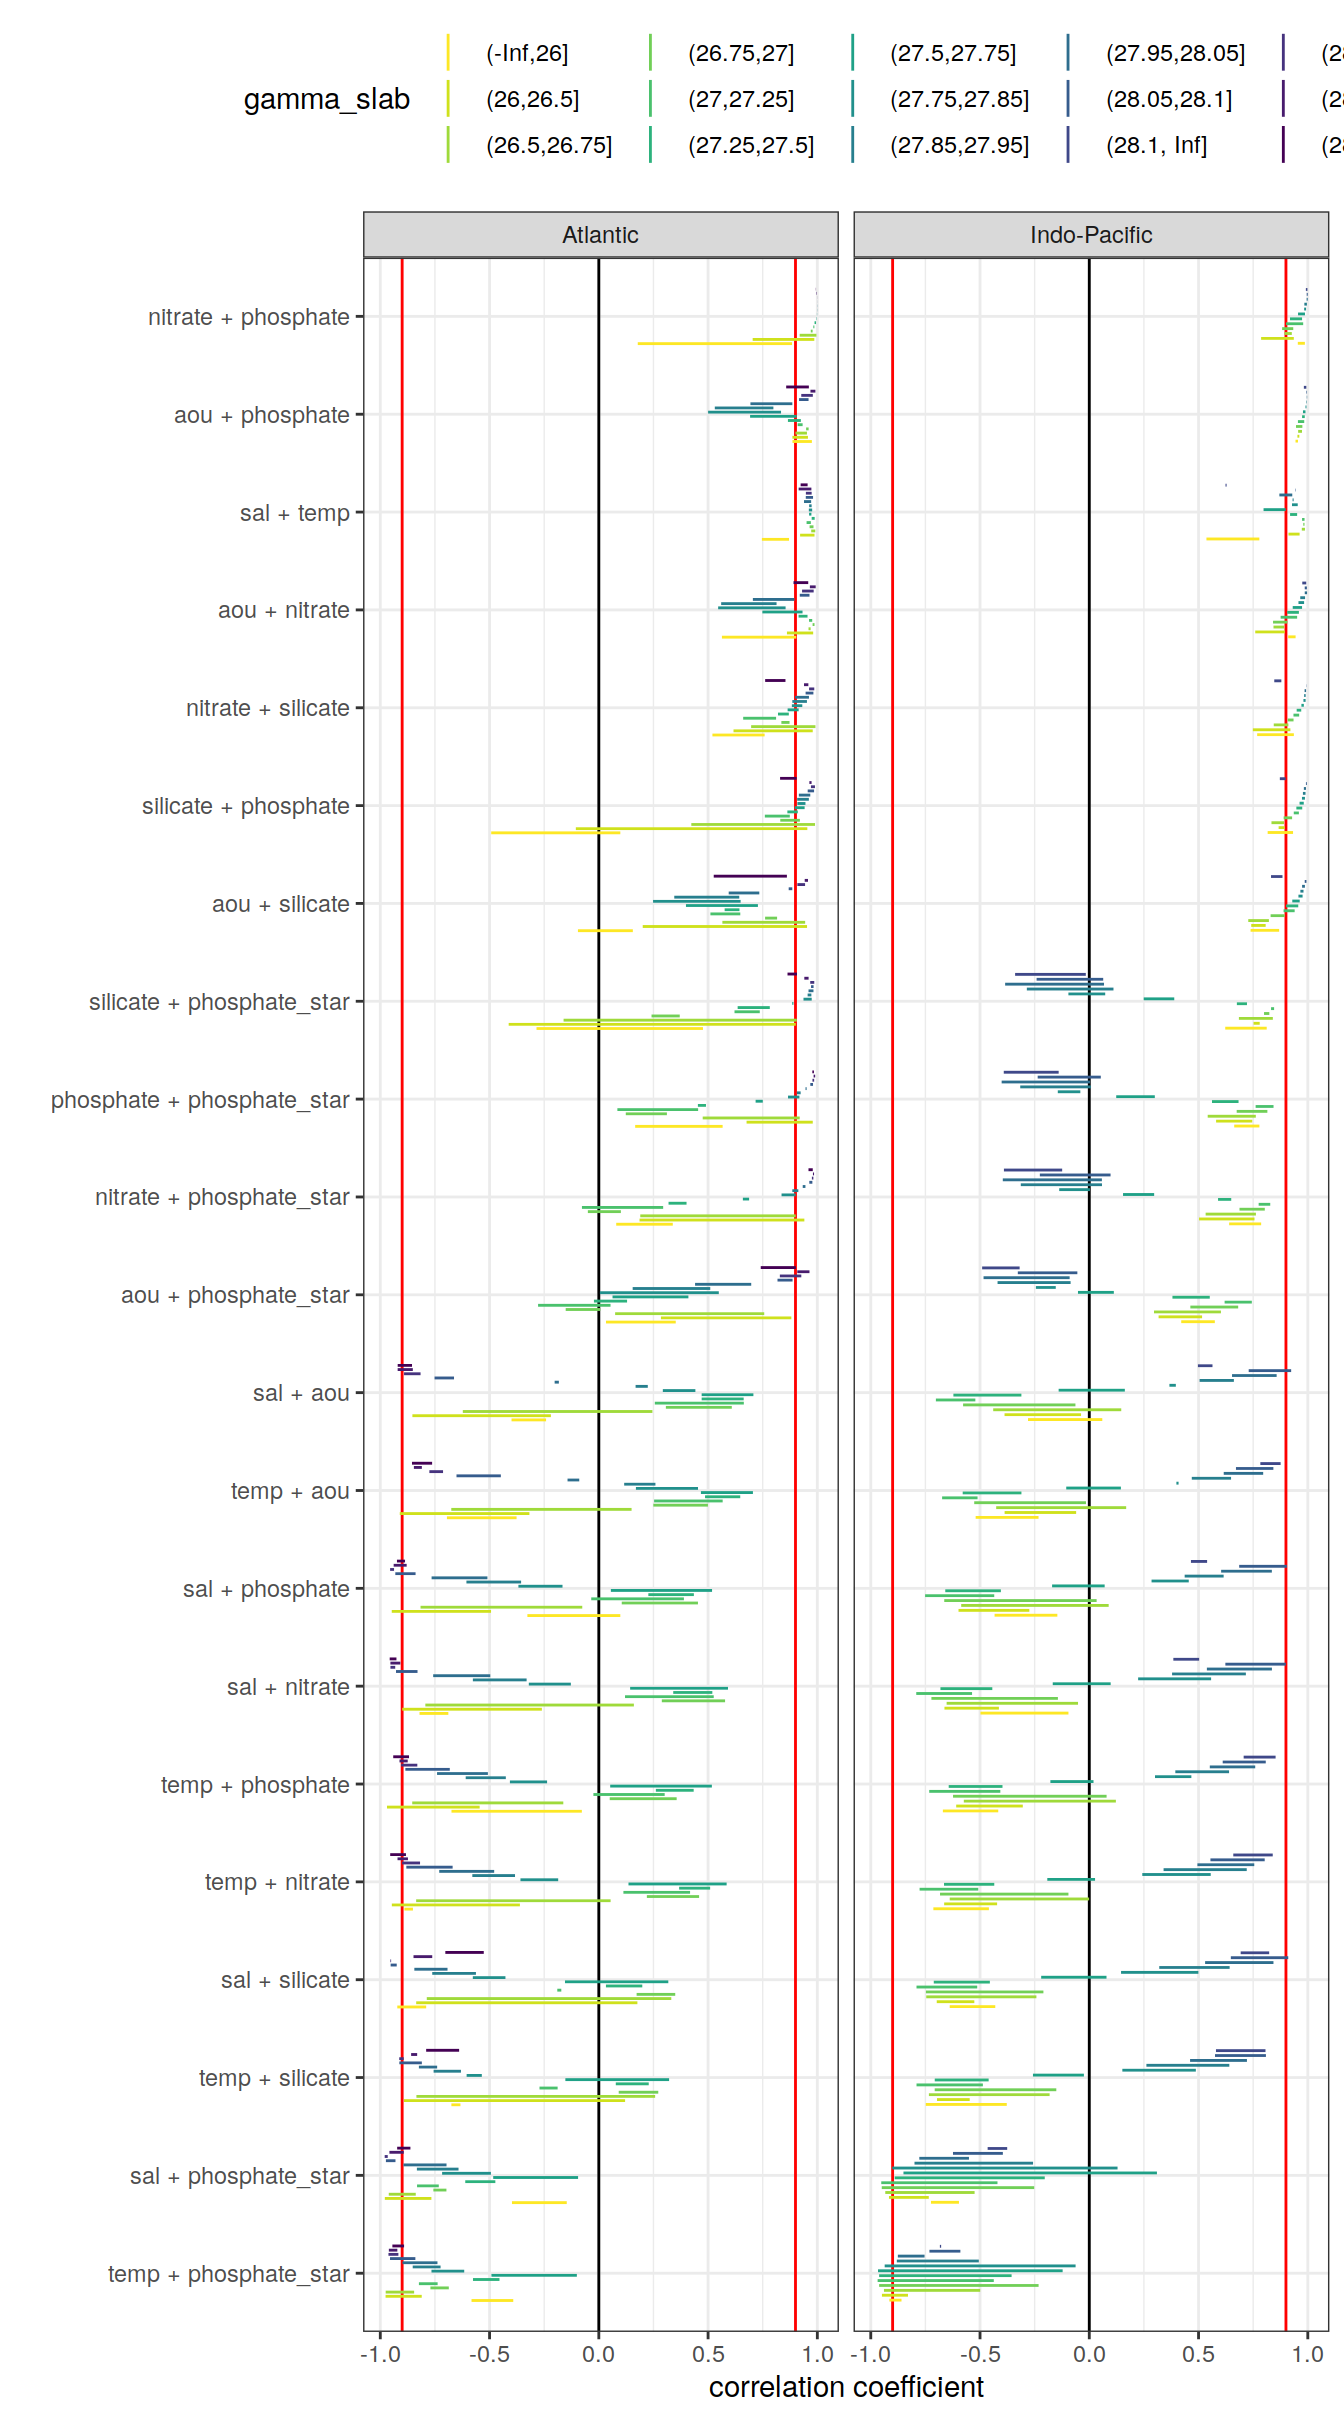 (-Inf,26] (26.75,27] (27.5,27.75] (27.95,28.05] (28
gamma_slab (26,26.5] (27,27.25] (27.75,27.85] (28.05,28.1] (28
(26.5,26.75] (27.25,27.5] (27.85,27.95] (28.1, Inf] (28
Atlantic Indo-Pacific
nitrate + phosphate
aou + phosphate
sal + temp
aou + nitrate
nitrate + silicate
silicate + phosphate
aou + silicate
silicate + phosphate_star
phosphate + phosphate_star
nitrate + phosphate_star
aou + phosphate_star
sal + aou
temp + aou
sal + phosphate
sal + nitrate
temp + phosphate
temp + nitrate
sal + silicate
temp + silicate
sal + phosphate_star
temp + phosphate_star
-1.0 -0.5 0.0 0.5 1.0 -1.0 -0.5 0.0 0.5 1.0
correlation coefficient